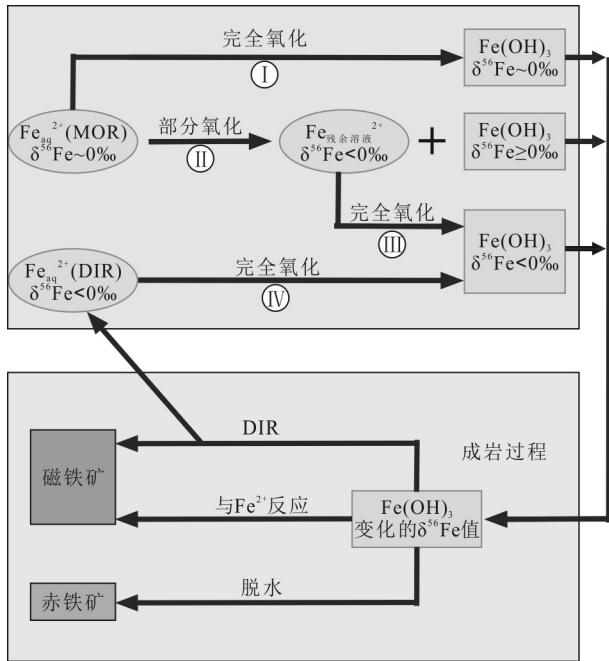 完全氧化
Ⅰ
Fe(OH)₃
δ⁵⁶Fe~0‰
Feaq²⁺(MOR)
δ⁵⁶Fe~0‰
部分氧化
Ⅱ
Fe残余溶液²⁺
δ⁵⁶Fe<0‰
+
Fe(OH)₃
δ⁵⁶Fe≥0‰
完全氧化
Ⅲ
Fe(OH)₃
δ⁵⁶Fe<0‰
Feaq²⁺(DIR)
δ⁵⁶Fe<0‰
完全氧化
Ⅳ
DIR
成岩过程
磁铁矿
与Fe²⁺反应
Fe(OH)₃
变化的δ⁵⁶Fe值
脱水
赤铁矿